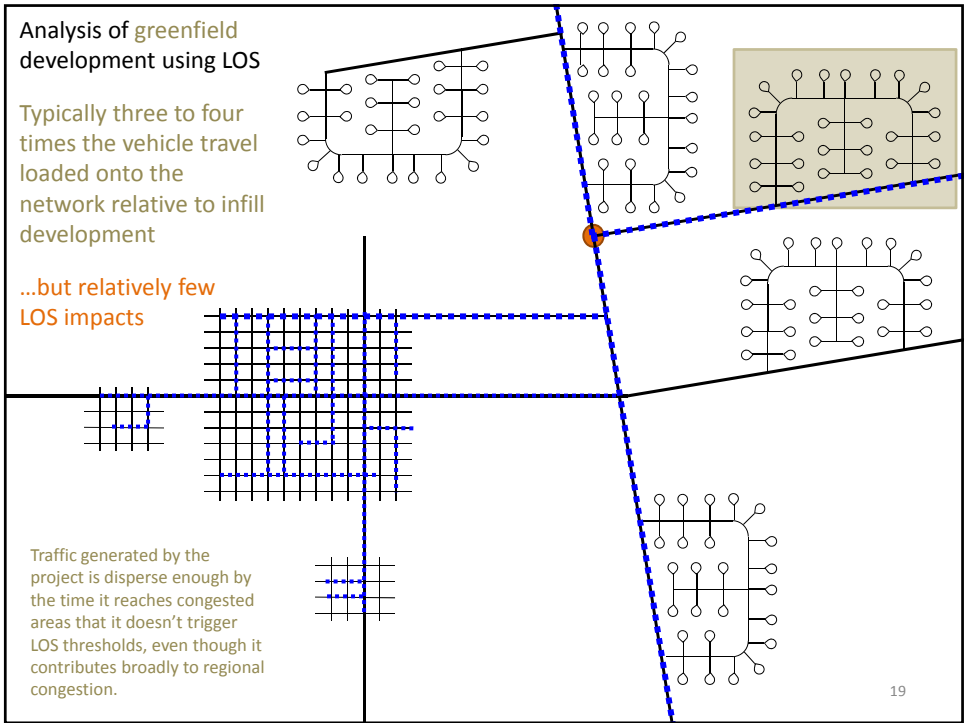 Analysis of greenfield
development using LOS
Typically three to four
times the vehicle travel
loaded onto the
network relative to infill
development
...but relatively few
LOS impacts
Traffic generated by the
project is disperse enough by
the time it reaches congested
areas that it doesn’t trigger
LOS thresholds, even though it
contributes broadly to regional
congestion.
19